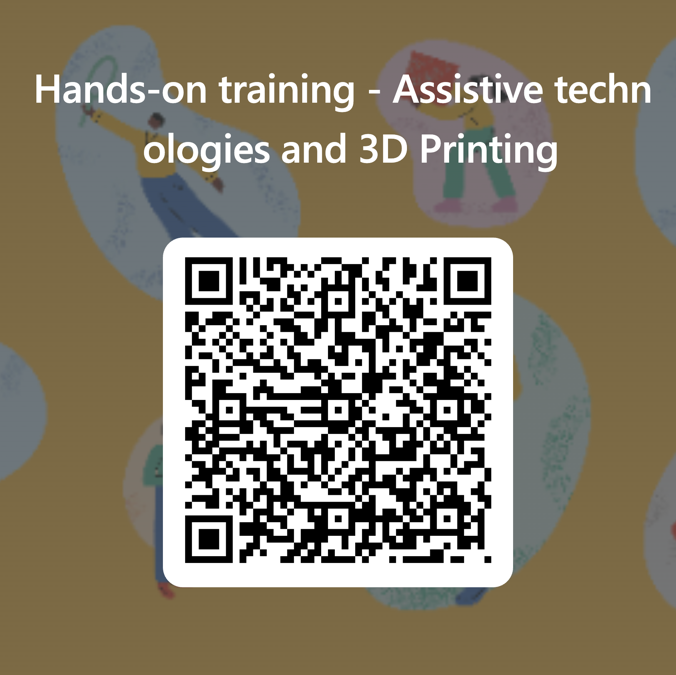 Hands-on training - Assistive techn
ologies and 3D Printing